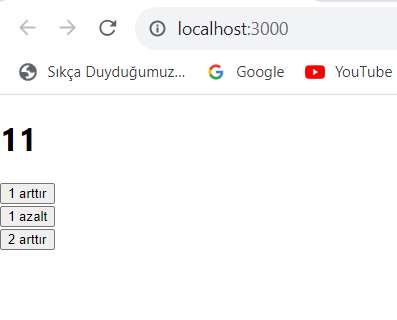 localhost:3000
Sıkça Duyduğumuz...
Google
YouTube
11
1 arttır
1 azalt
2 arttır